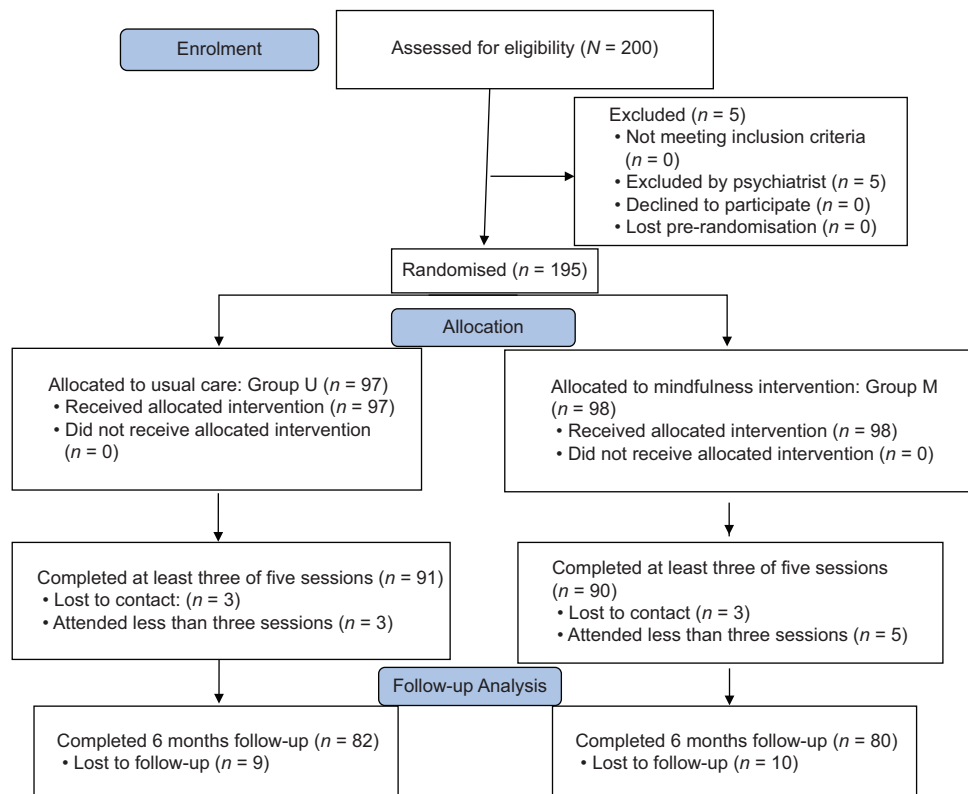 Enrolment
Assessed for eligibility (N = 200)
Excluded (n = 5)
• Not meeting inclusion criteria
(n = 0)
• Excluded by psychiatrist (n = 5)
• Declined to participate (n = 0)
• Lost pre-randomisation (n = 0)
Randomised (n = 195)
Allocation
Allocated to usual care: Group U (n = 97)
• Received allocated intervention (n = 97)
• Did not receive allocated intervention
(n = 0)
Allocated to mindfulness intervention: Group M
(n = 98)
• Received allocated intervention (n = 98)
• Did not receive allocated intervention (n = 0)
Completed at least three of five sessions (n = 91)
• Lost to contact: (n = 3)
• Attended less than three sessions (n = 3)
Completed at least three of five sessions
(n = 90)
• Lost to contact (n = 3)
• Attended less than three sessions (n = 5)
Follow-up Analysis
Completed 6 months follow-up (n = 82)
• Lost to follow-up (n = 9)
Completed 6 months follow-up (n = 80)
• Lost to follow-up (n = 10)